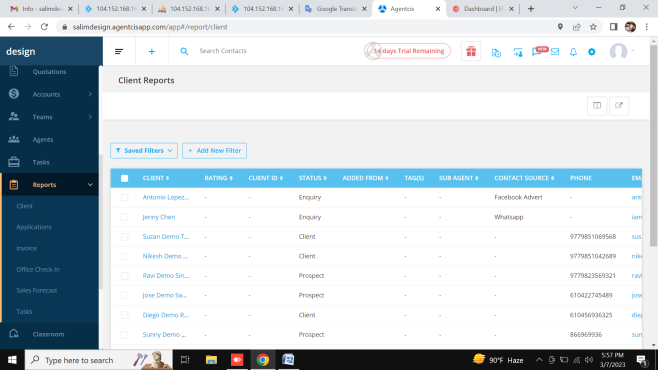 Info - salimdes
104.152.168.1
104.152.168.1
104.152.168.1
Google Transla
Agentcis
Dashboard | El
salimdesign.agentcisapp.com/app#/report/client
design
Search Contacts
14 days Trial Remaining
NEW
Quotations
Accounts
Teams
Agents
Tasks
Reports
Client
Applications
Invoice
Office Check-In
Sales Forecast
Tasks
Classroom
Client Reports
Saved Filters
+ Add New Filter
CLIENT RATING CLIENT ID STATUS ADDED FROM TAG(S) SUB AGENT CONTACT SOURCE PHONE EMA
Antonio Lopez... - - Enquiry - - Facebook Advert - ant
Jenny Chen - - Enquiry - - Whatsapp - iam
Suzan Demo T... - - Client - - - 9779851069568 sus
Nikesh Demo ... - - Client - - - 9779851042689 nike
Ravi Demo Sin... - - Prospect - - - 9779823569321 ravi
Jose Demo Sa... - - Prospect - - - 610422745489 jose
Diego Demo R... - - Client - - - 610456936325 dieg
Sunny Demo ... - - Prospect - - - 866969936 sun
Type here to search
90°F Haze
5:57 PM
3/7/2023